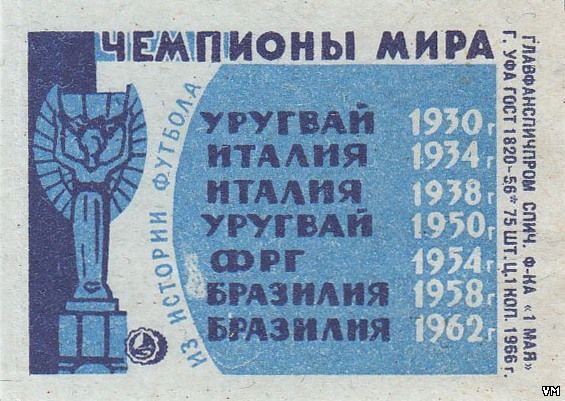 ЧЕМПИОНЫ МИРА
ИЗ ИСТОРИИ ФУТБОЛА
УРУГВАЙ 1930 г
ИТАЛИЯ 1934 г
ИТАЛИЯ 1938 г
УРУГВАЙ 1950 г
ФРГ 1954 г
БРАЗИЛИЯ 1958 г
БРАЗИЛИЯ 1962 г
ГЛАВФАНСПИЧПРОМ СПИЧ. Ф-КА «1 МАЯ»
Г. УФА ГОСТ 1820-56* 75 ШТ. Ц. 1 КОП. 1966 г.
VM